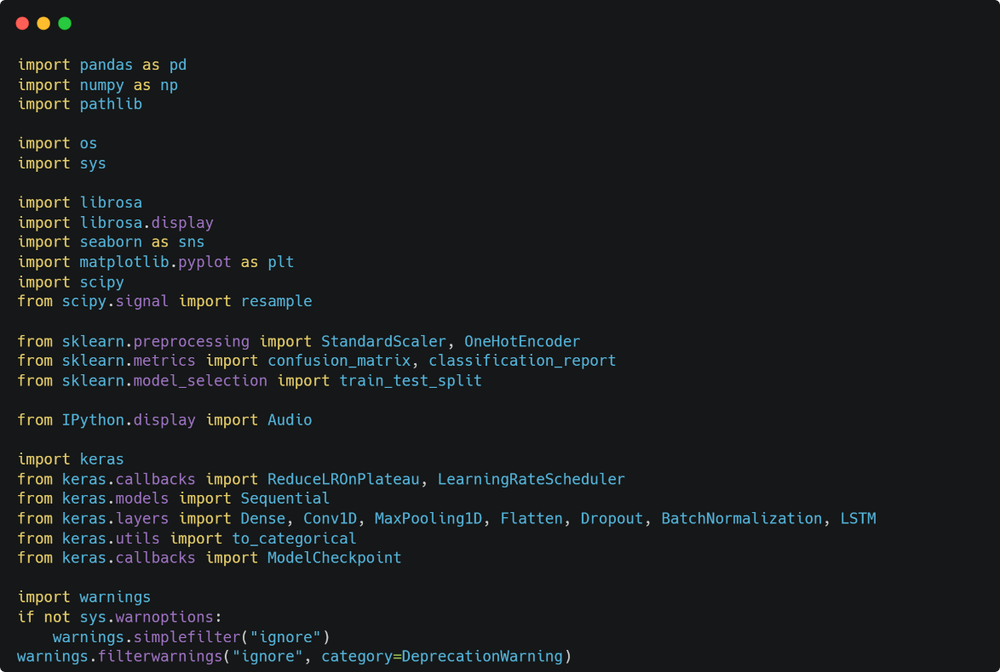 import pandas as pd
import numpy as np
import pathlib

import os
import sys

import librosa
import librosa.display
import seaborn as sns
import matplotlib.pyplot as plt
import scipy
from scipy.signal import resample

from sklearn.preprocessing import StandardScaler, OneHotEncoder
from sklearn.metrics import confusion_matrix, classification_report
from sklearn.model_selection import train_test_split

from IPython.display import Audio

import keras
from keras.callbacks import ReduceLROnPlateau, LearningRateScheduler
from keras.models import Sequential
from keras.layers import Dense, Conv1D, MaxPooling1D, Flatten, Dropout, BatchNormalization, LSTM
from keras.utils import to_categorical
from keras.callbacks import ModelCheckpoint

import warnings
if not sys.warnoptions:
    warnings.simplefilter("ignore")
warnings.filterwarnings("ignore", category=DeprecationWarning)